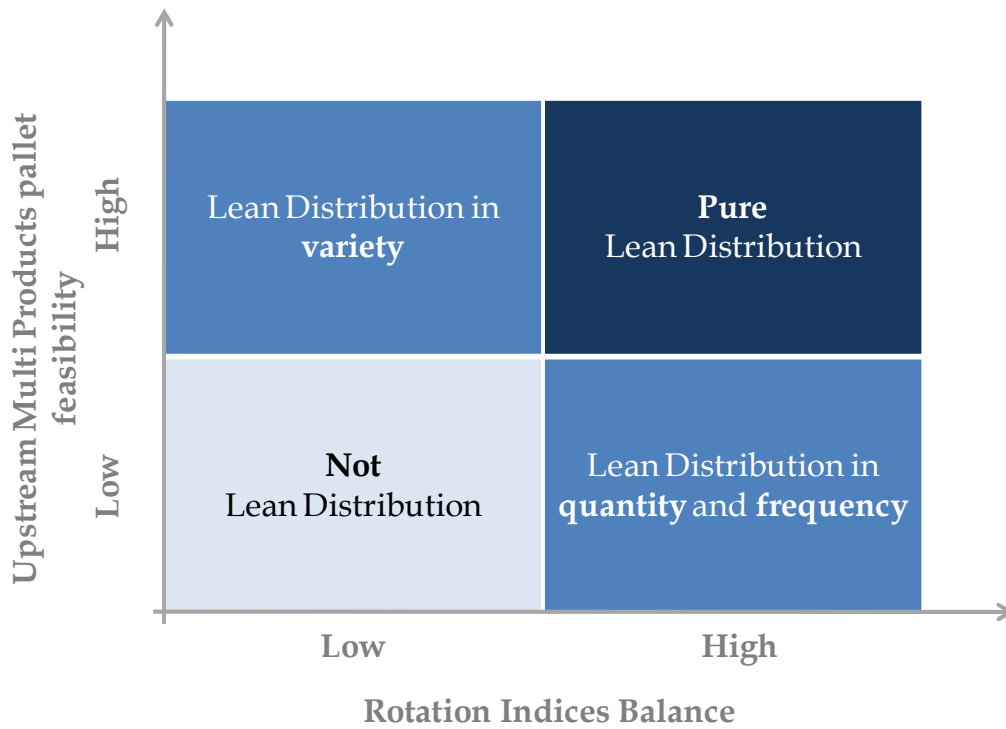 Upstream Multi Products pallet
feasibility
High
Low
Lean Distribution in
variety
Pure
Lean Distribution
Not
Lean Distribution
Lean Distribution in
quantity and frequency
Low
High
Rotation Indices Balance